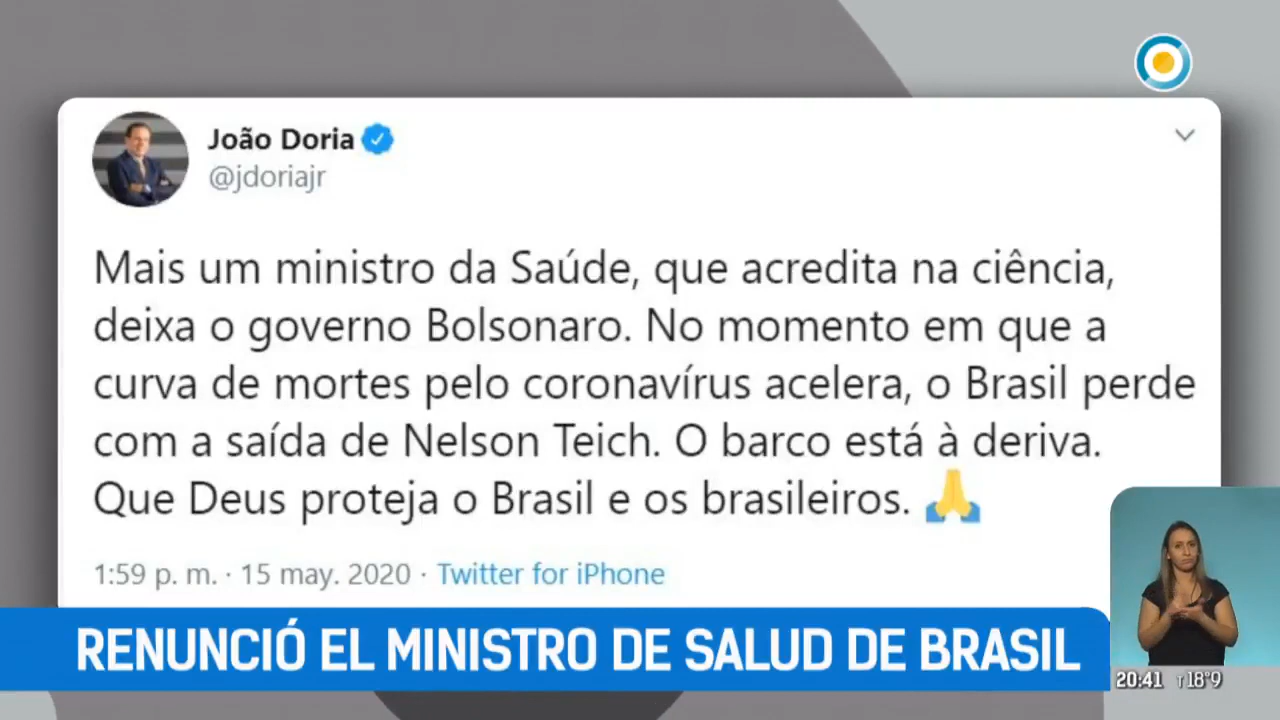 João Doria
@jdoriajr
Mais um ministro da Saúde, que acredita na ciência,
deixa o governo Bolsonaro. No momento em que a
curva de mortes pelo coronavírus acelera, o Brasil perde
com a saída de Nelson Teich. O barco está à deriva.
Que Deus proteja o Brasil e os brasileiros. 🙏
1:59 p. m. · 15 may. 2020 · Twitter for iPhone
RENUNCIÓ EL MINISTRO DE SALUD DE BRASIL
20:41 T 18°9